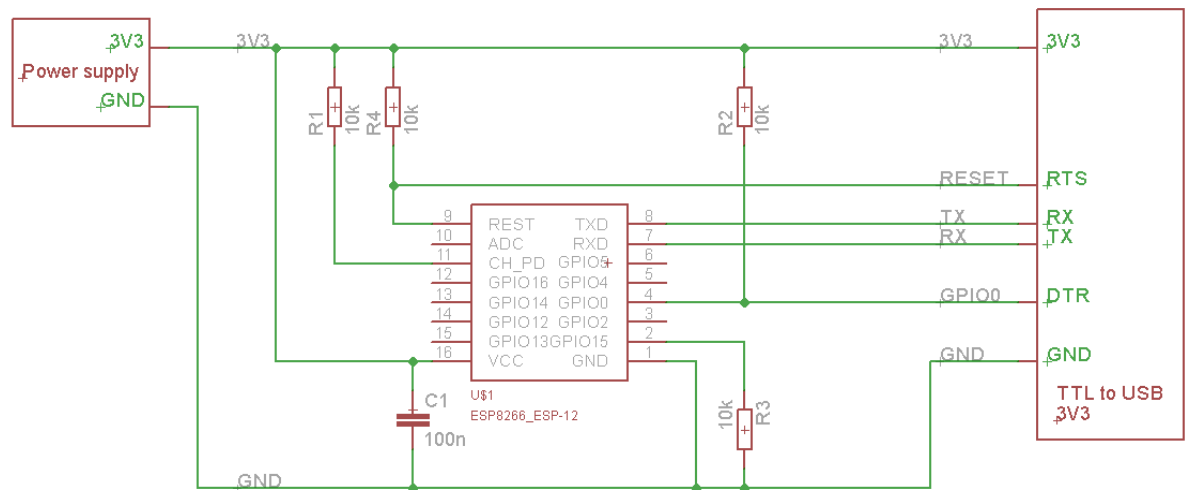 3V3
Power supply
GND
3V3
R1
10k
R4
10k
R2
10k
3V3
3V3
RESET
RTS
TX
RX
RX
TX
GPIO0
DTR
GND
GND
TTL to USB
3V3
9
REST
TXD
8
10
ADC
RXD
7
11
CH_PD
GPIO5
6
12
GPIO16
GPIO4
5
13
GPIO14
GPIO0
4
14
GPIO12
GPIO2
3
15
GPIO13
GPIO15
2
16
VCC
GND
1
U$1
ESP8266_ESP-12
C1
100n
10k
R3
GND